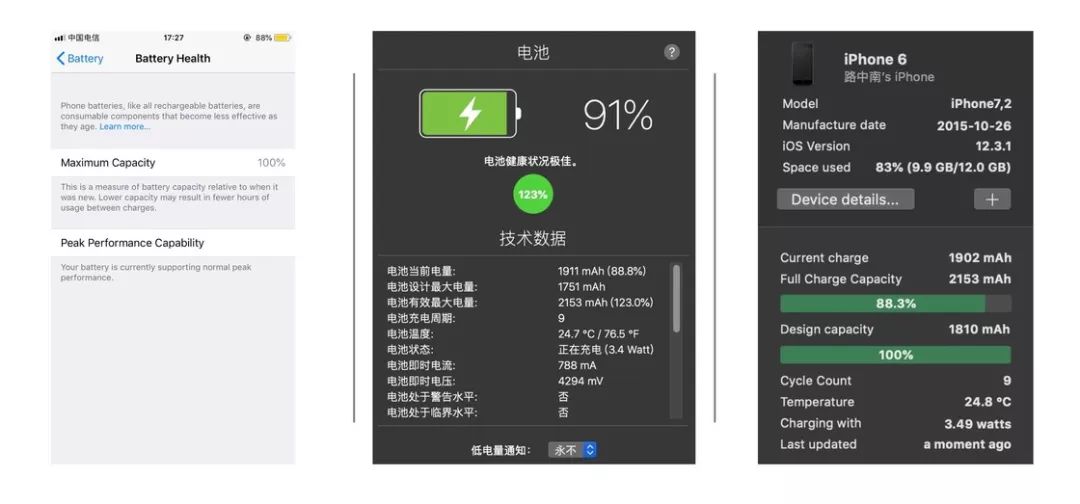 中国电信 17:27 88%
Battery Battery Health
Phone batteries, like all rechargeable batteries, are
consumable components that become less effective as
they age. Learn more...
Maximum Capacity 100%
This is a measure of battery capacity relative to when it
was new. Lower capacity may result in fewer hours of
usage between charges.
Peak Performance Capability
Your battery is currently supporting normal peak
performance.
电池 ?
91%
电池健康状况极佳。
123%
技术数据
电池当前电量: 1911 mAh (88.8%)
电池设计最大电量: 1751 mAh
电池有效最大电量: 2153 mAh (123.0%)
电池充电周期: 9
电池温度: 24.7 °C / 76.5 °F
电池状态: 正在充电 (3.4 Watt)
电池即时电流: 788 mA
电池即时电压: 4294 mV
电池处于警告水平: 否
电池处于临界水平: 否
低电量通知: 永不
iPhone 6
路中南's iPhone
Model iPhone7,2
Manufacture date 2015-10-26
iOS Version 12.3.1
Space used 83% (9.9 GB/12.0 GB)
Device details... +
Current charge 1902 mAh
Full Charge Capacity 2153 mAh
88.3%
Design capacity 1810 mAh
100%
Cycle Count 9
Temperature 24.8 °C
Charging with 3.49 watts
Last updated a moment ago